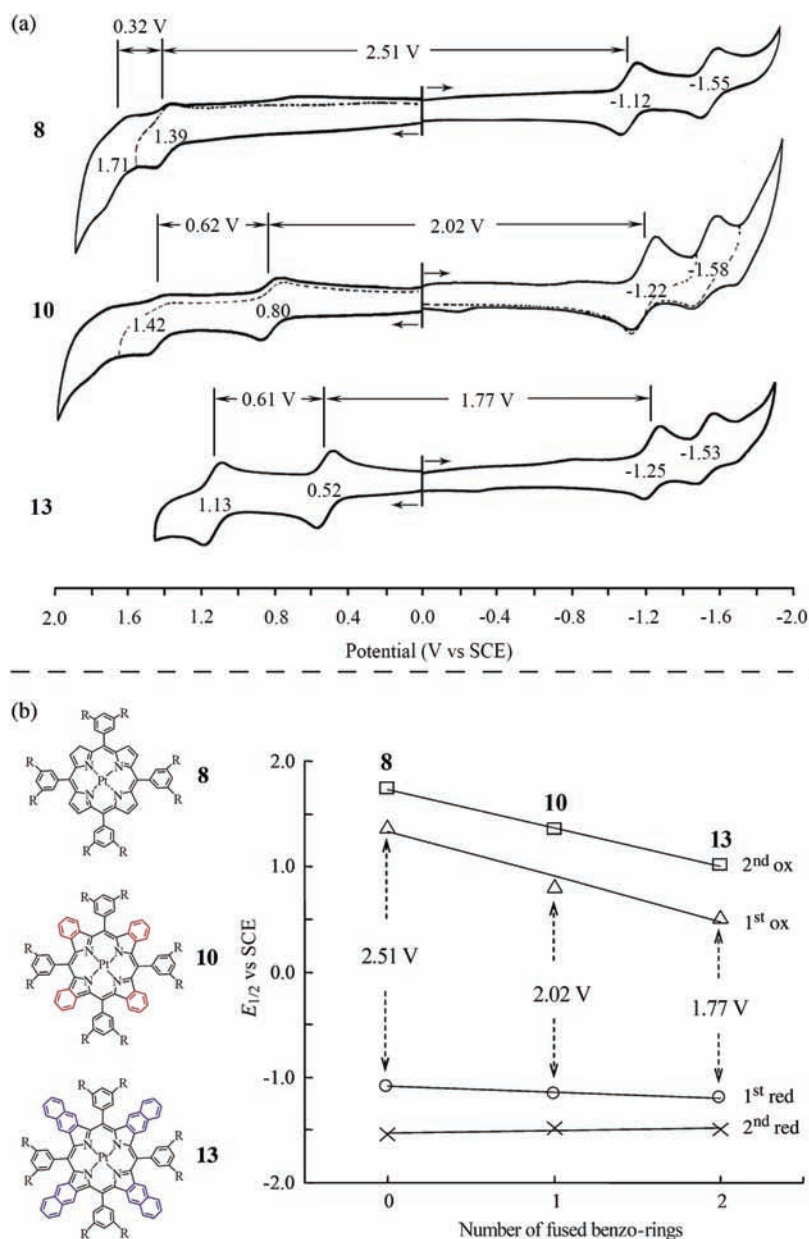 (a)
0.32 V
2.51 V
8
1.71
1.39
-1.12
-1.55
0.62 V
2.02 V
10
1.42
0.80
-1.22
-1.58
0.61 V
1.77 V
13
1.13
0.52
-1.25
-1.53
2.0 1.6 1.2 0.8 0.4 0.0 -0.4 -0.8 -1.2 -1.6 -2.0
Potential (V vs SCE)
(b)
R R
R R
N N
Pt
N N
R R
R R
8
R R
R R
N N
Pt
N N
R R
R R
10
R R
R R
N N
Pt
N N
R R
R R
13
E1/2 vs SCE
2.0
1.0
0.0
-1.0
-2.0
8
10
13
2nd ox
1st ox
2.51 V
2.02 V
1.77 V
1st red
2nd red
0 1 2
Number of fused benzo-rings